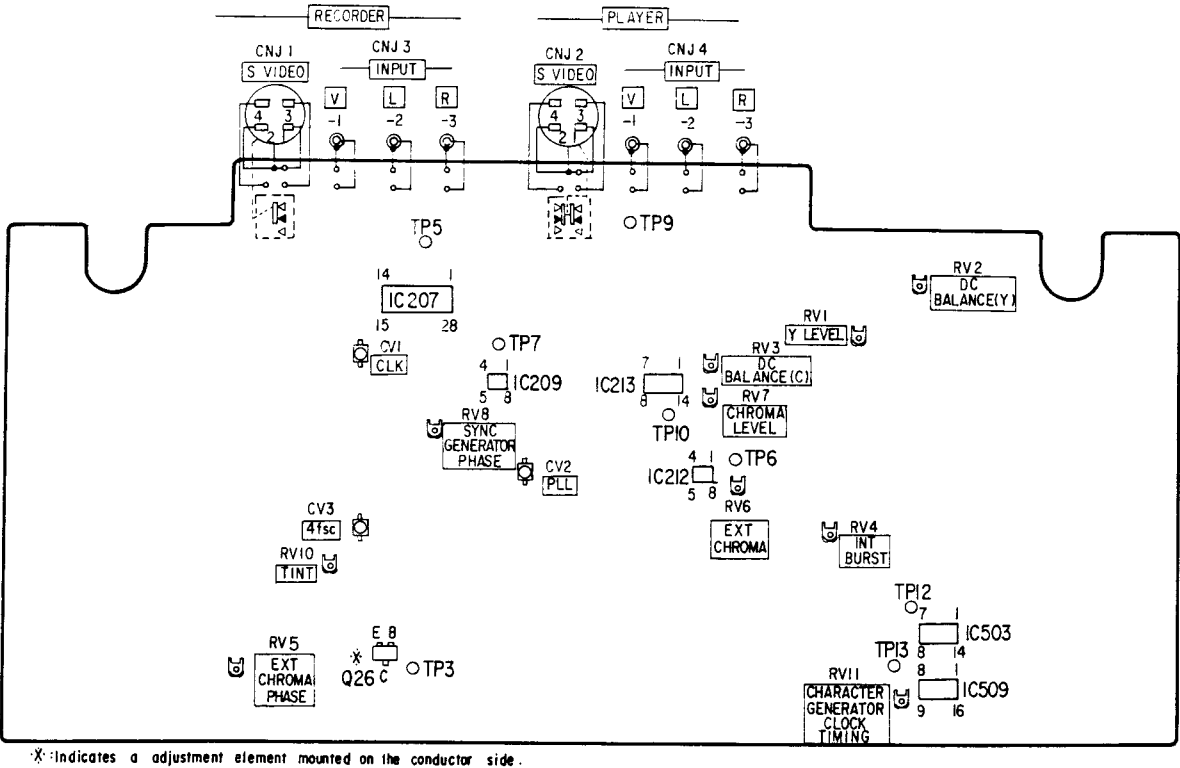 RECORDER
PLAYER
CNJ 1
S VIDEO
CNJ 3
INPUT
CNJ 2
S VIDEO
CNJ 4
INPUT
V
L
R
V
L
R
-1
-2
-3
-1
-2
-3
4 3
2
4 3
2 1
TP5
TP9
14 1
IC207
15 28
CV1
CLK
TP7
4 1
IC209
5 8
RV8
SYNC
GENERATOR
PHASE
CV2
PLL
RV2
DC
BALANCE(Y)
RV1
Y LEVEL
RV3
DC
BALANCE(C)
7 1
IC213
8 14
RV7
CHROMA
LEVEL
TP10
4 1
IC212
5 8
TP6
RV6
EXT
CHROMA
CV3
4fsc
RV10
TINT
RV4
INT
BURST
TP12
7 1
IC503
8 14
TP13
8 1
IC509
9 16
RV11
CHARACTER
GENERATOR
CLOCK
TIMING
RV5
EXT
CHROMA
PHASE
E B
Q26 C
TP3
※:Indicates a adjustment element mounted on the conductor side.